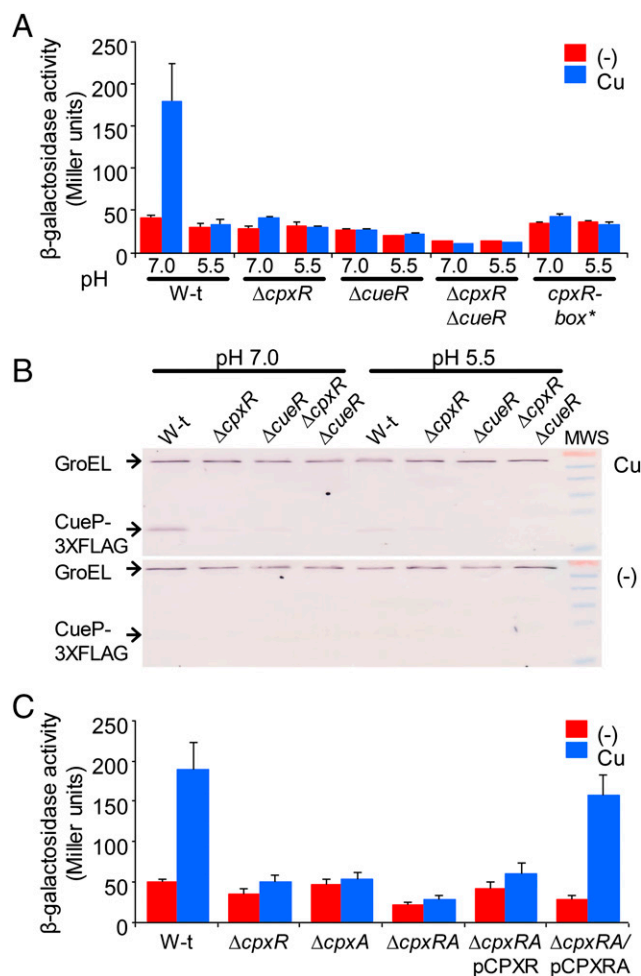 A
β-galactosidase activity
(Miller units)
250
200
150
100
50
0
(-)
Cu
pH
7.0 5.5 7.0 5.5 7.0 5.5 7.0 5.5 7.0 5.5
W-t ΔcpxR ΔcueR ΔcpxR cpxR-
ΔcueR box*
B
pH 7.0 pH 5.5
W-t ΔcpxR ΔcueR ΔcpxR ΔcueR W-t ΔcpxR ΔcueR ΔcpxR ΔcueR MWS
GroEL
Cu
CueP-
3XFLAG
GroEL
(-)
CueP-
3XFLAG
C
β-galactosidase activity
(Miller units)
250
200
150
100
50
0
(-)
Cu
W-t ΔcpxR ΔcpxA ΔcpxRA ΔcpxRA ΔcpxRA/
pCPXR pCPXRA